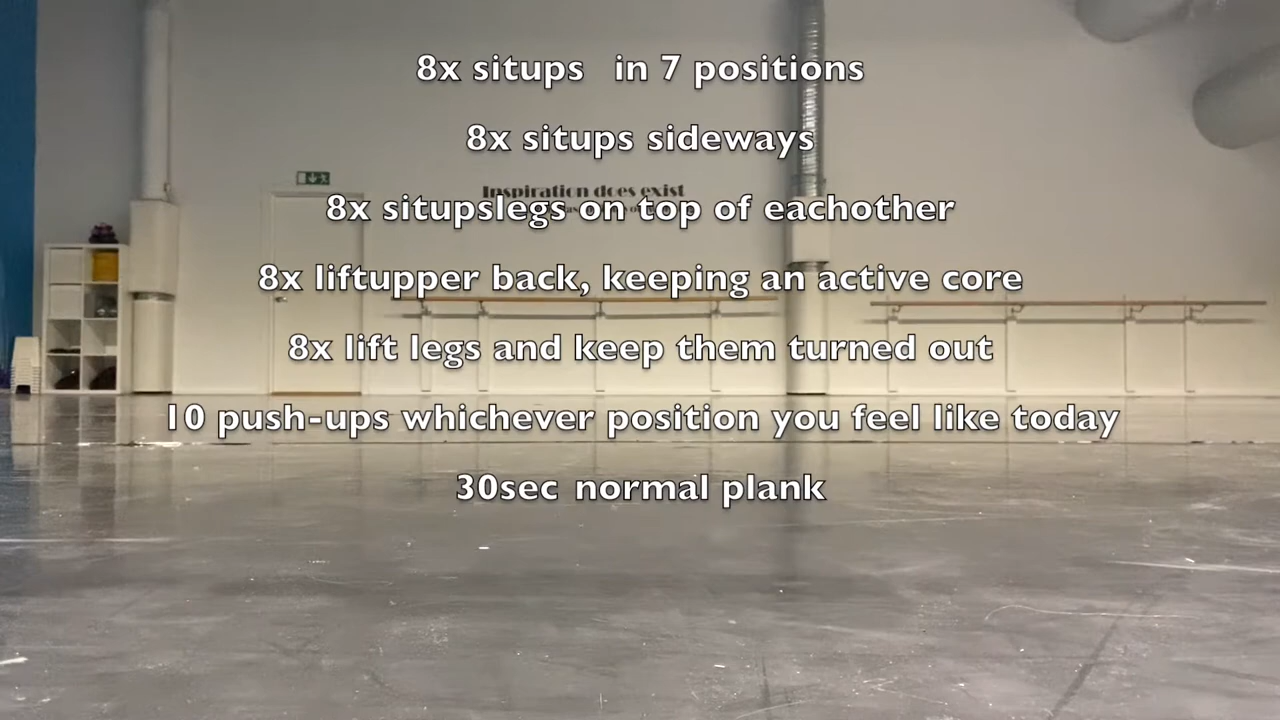 8x situps in 7 positions
8x situps sideways
Inspiration does exist
8x situpslegs on top of eachother
8x liftupper back, keeping an active core
8x lift legs and keep them turned out
10 push-ups whichever position you feel like today
30sec normal plank